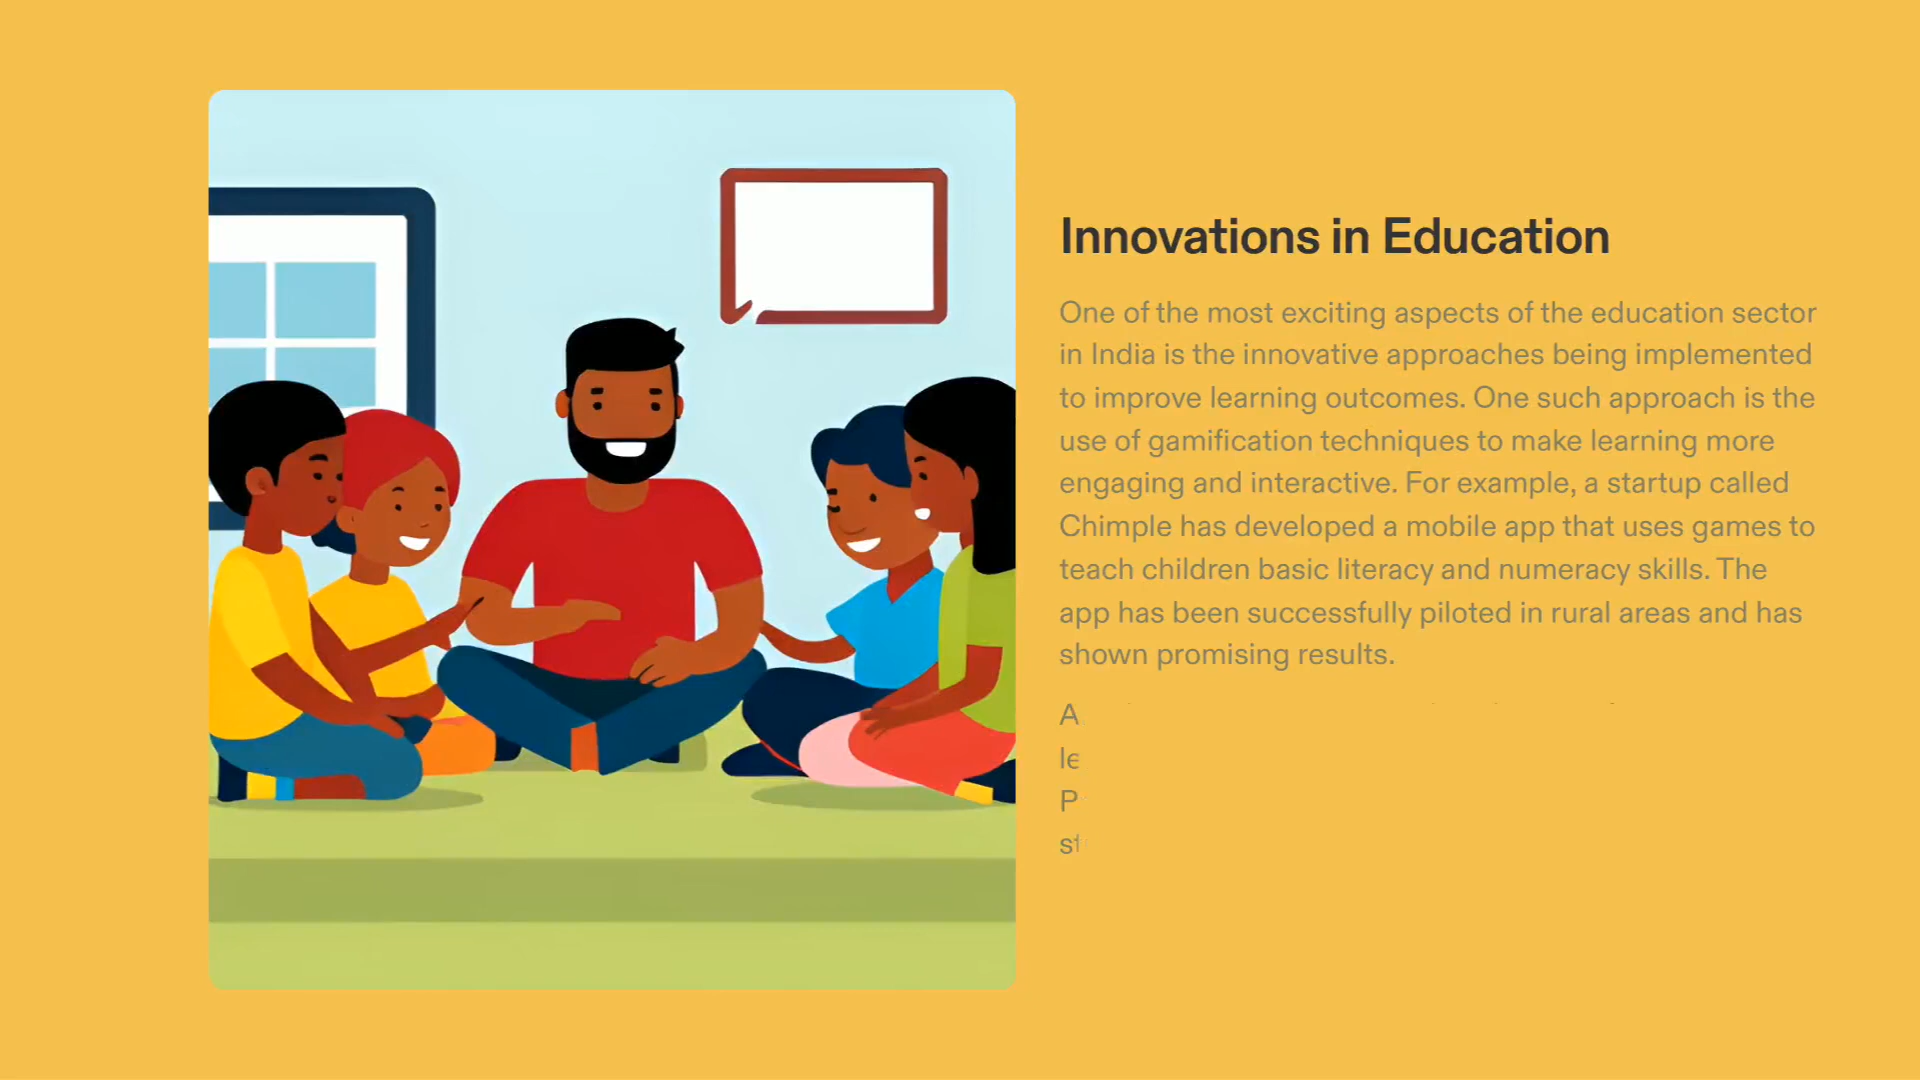 Innovations in Education
One of the most exciting aspects of the education sector
in India is the innovative approaches being implemented
to improve learning outcomes. One such approach is the
use of gamification techniques to make learning more
engaging and interactive. For example, a startup called
Chimple has developed a mobile app that uses games to
teach children basic literacy and numeracy skills. The
app has been successfully piloted in rural areas and has
shown promising results.